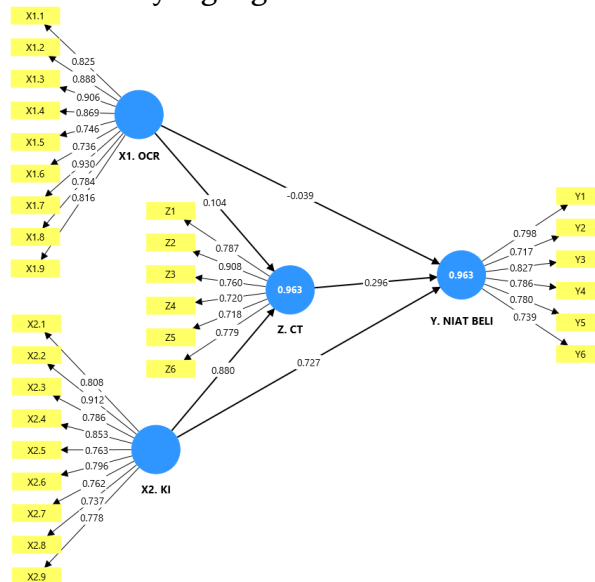 X1.1
X1.2
X1.3
X1.4
X1.5
X1.6
X1.7
X1.8
X1.9
0.825
0.888
0.906
0.869
0.746
0.736
0.930
0.784
0.816
X1. OCR
0.104
-0.039
Z1
Z2
Z3
Z4
Z5
Z6
0.787
0.908
0.760
0.720
0.718
0.779
0.963
Z. CT
0.296
0.880
0.727
0.963
Y. NIAT BELI
0.798
0.717
0.827
0.786
0.780
0.739
Y1
Y2
Y3
Y4
Y5
Y6
X2.1
X2.2
X2.3
X2.4
X2.5
X2.6
X2.7
X2.8
X2.9
0.808
0.912
0.786
0.853
0.763
0.796
0.762
0.737
0.778
X2. KI